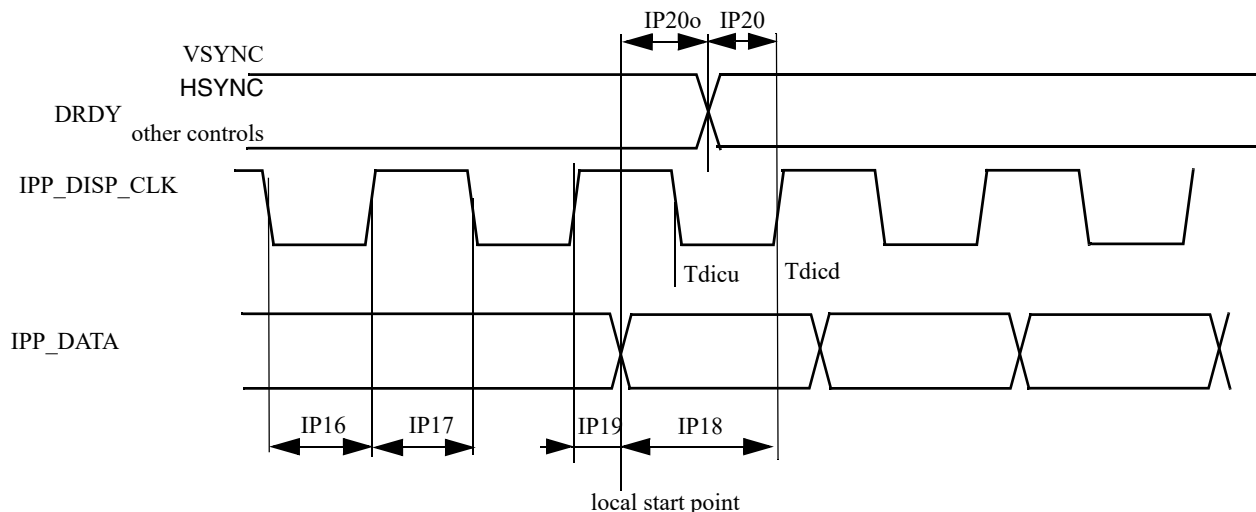 IP20o IP20
VSYNC
HSYNC
DRDY
other controls
IPP_DISP_CLK
Tdicu Tdicd
IPP_DATA
IP16 IP17 IP19 IP18
local start point